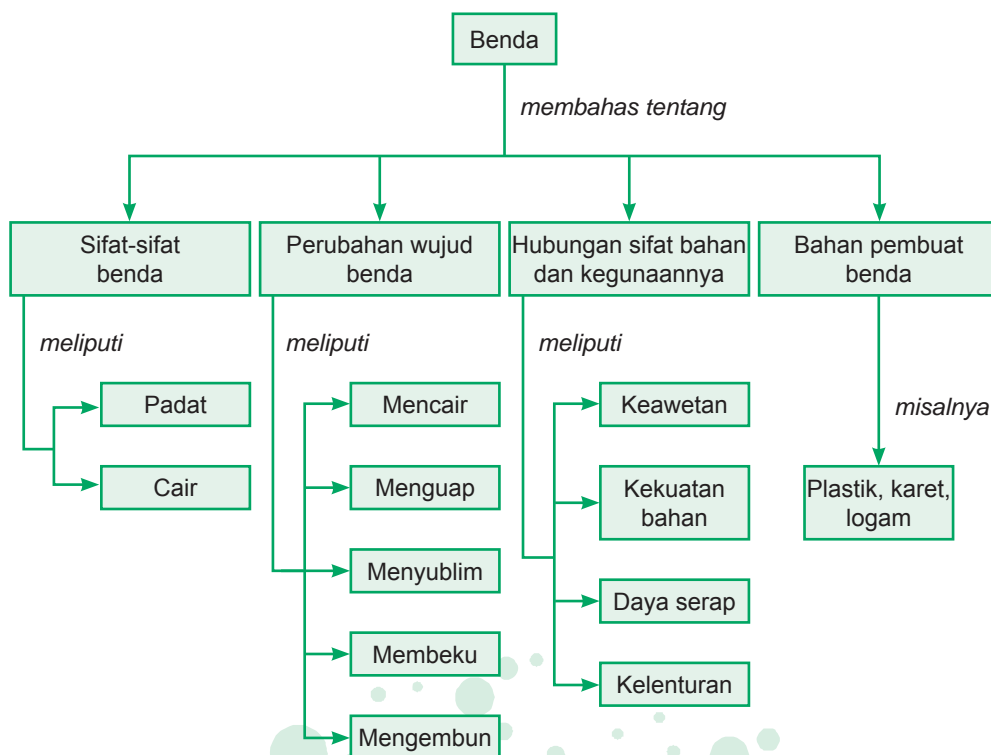 Benda
membahas tentang
Sifat-sifat
benda
Perubahan wujud
benda
Hubungan sifat bahan
dan kegunaannya
Bahan pembuat
benda
meliputi
Padat
Cair
meliputi
Mencair
Menguap
Menyublim
Membeku
Mengembun
meliputi
Keawetan
Kekuatan
bahan
Daya serap
Kelenturan
misalnya
Plastik, karet,
logam